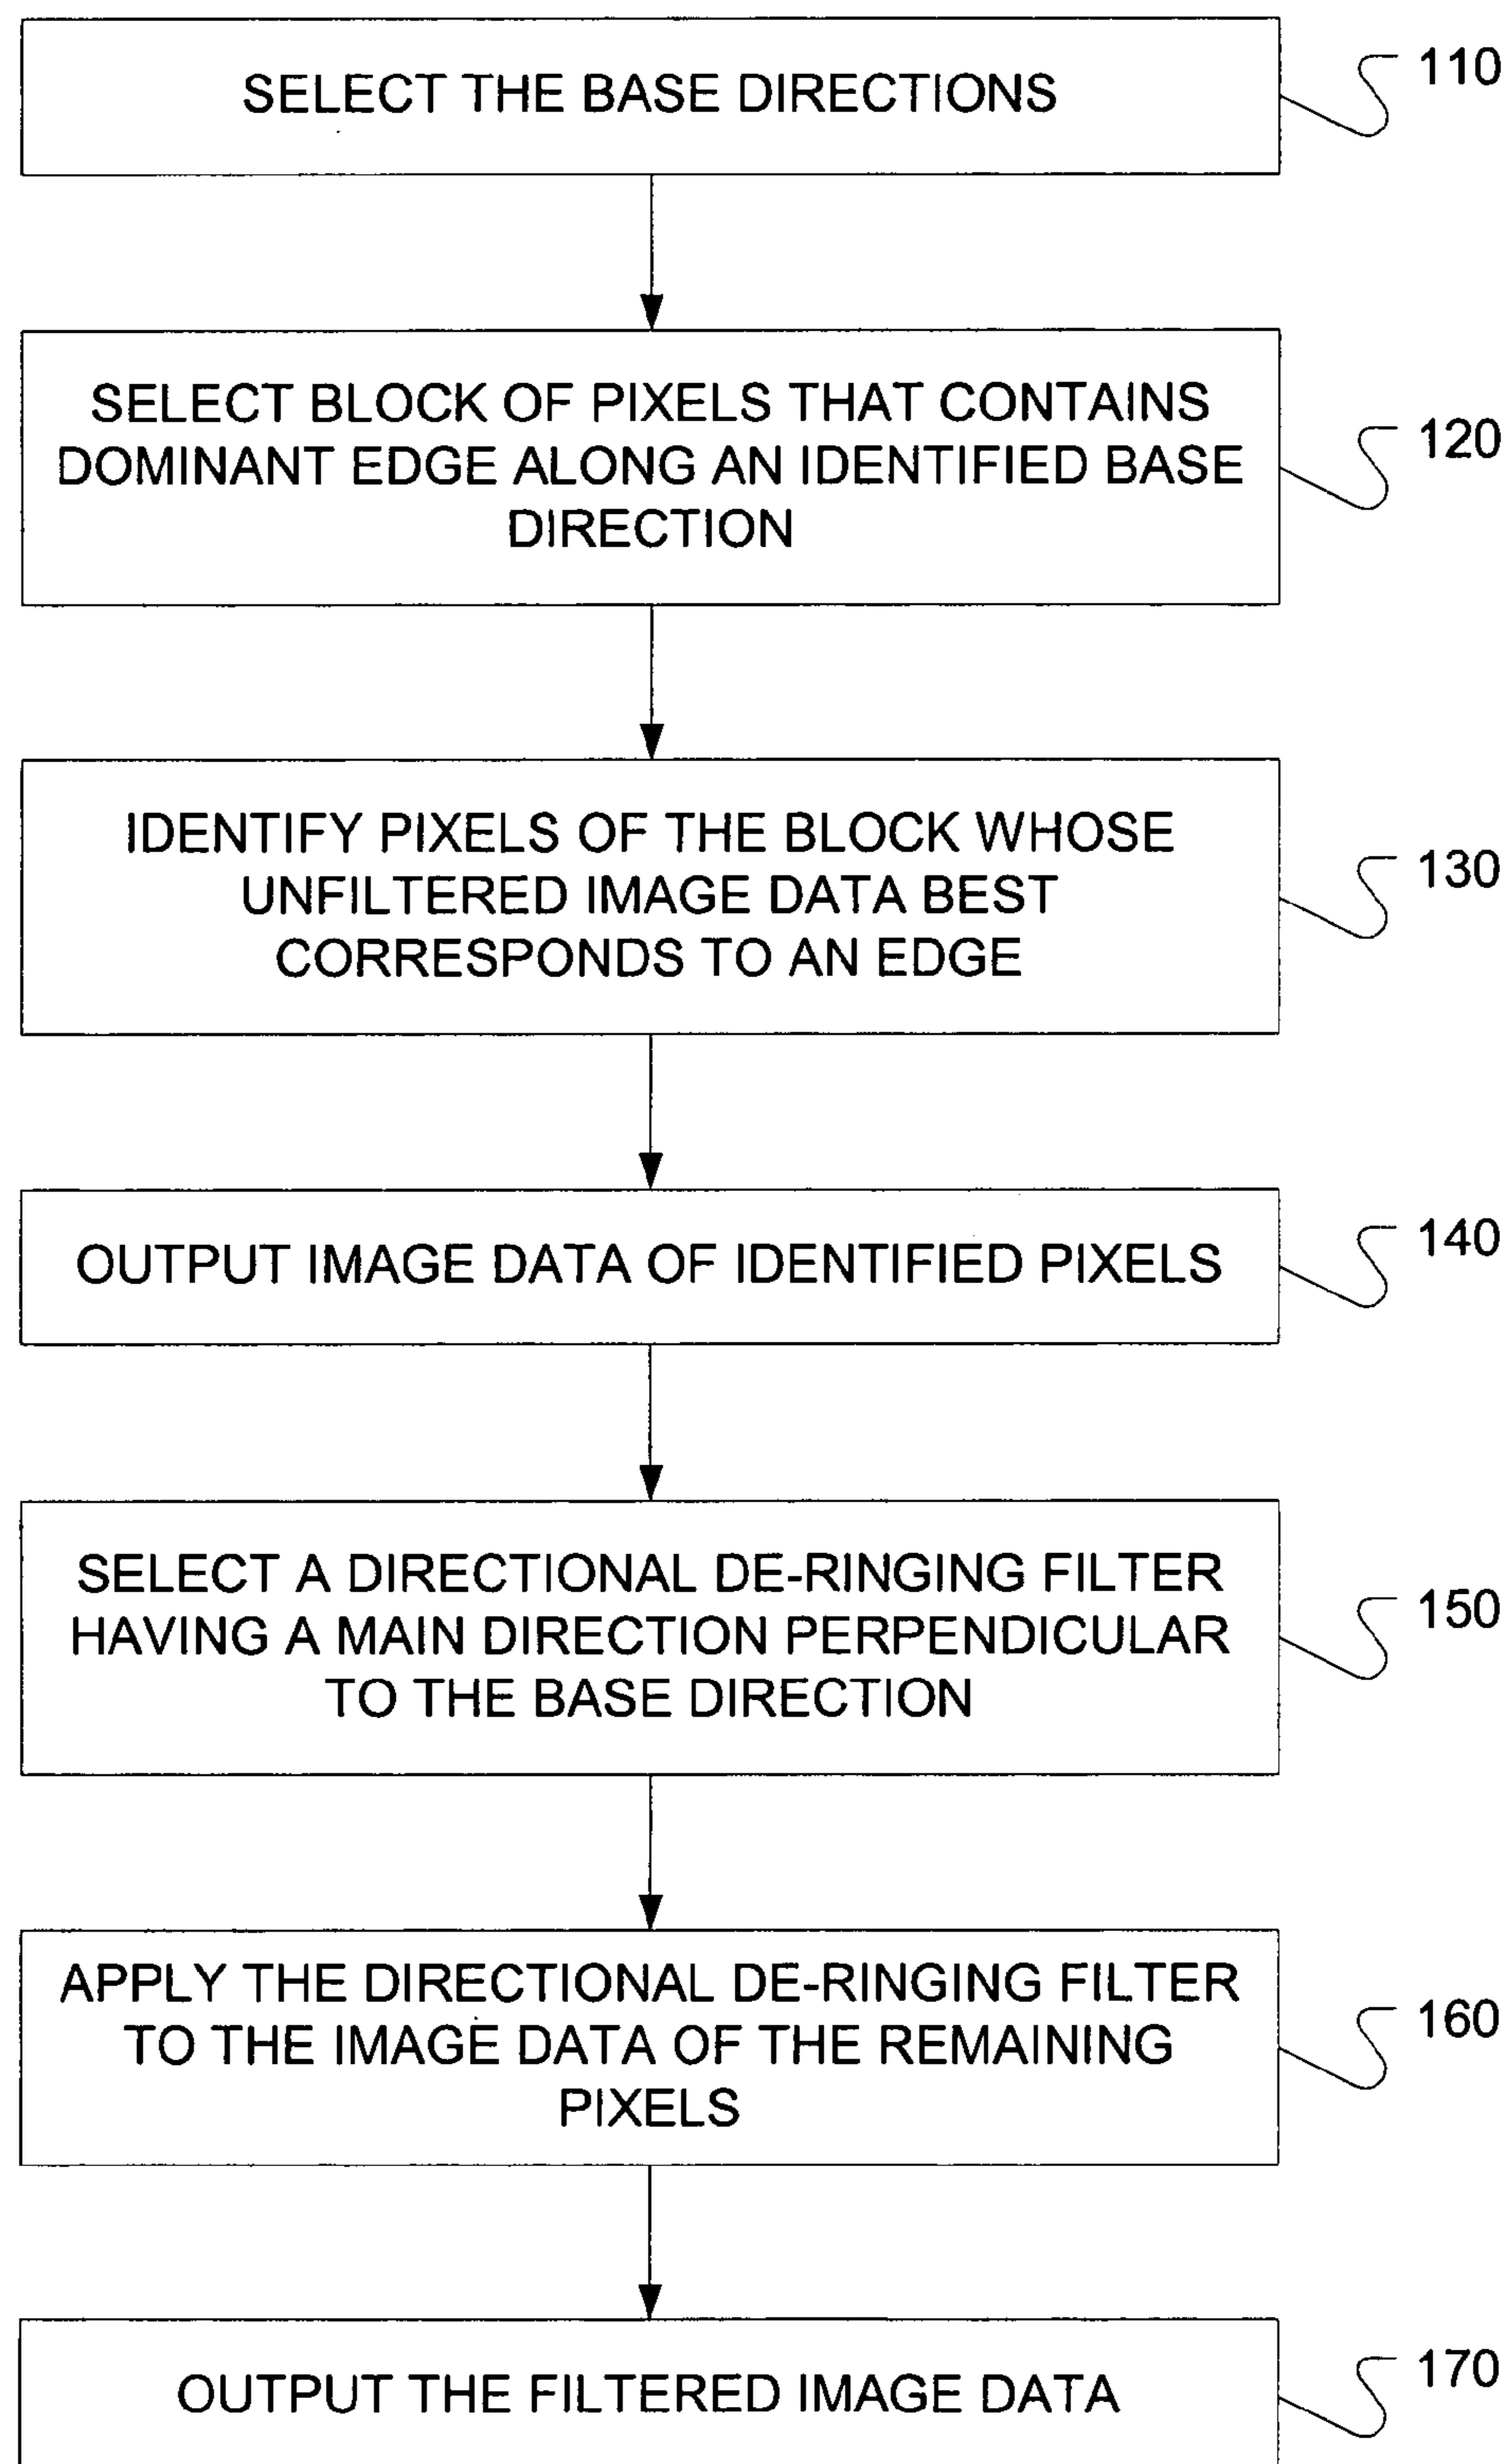 SELECT THE BASE DIRECTIONS
110
SELECT BLOCK OF PIXELS THAT CONTAINS
DOMINANT EDGE ALONG AN IDENTIFIED BASE
DIRECTION
120
IDENTIFY PIXELS OF THE BLOCK WHOSE
UNFILTERED IMAGE DATA BEST
CORRESPONDS TO AN EDGE
130
OUTPUT IMAGE DATA OF IDENTIFIED PIXELS
140
SELECT A DIRECTIONAL DE-RINGING FILTER
HAVING A MAIN DIRECTION PERPENDICULAR
TO THE BASE DIRECTION
150
APPLY THE DIRECTIONAL DE-RINGING FILTER
TO THE IMAGE DATA OF THE REMAINING
PIXELS
160
OUTPUT THE FILTERED IMAGE DATA
170